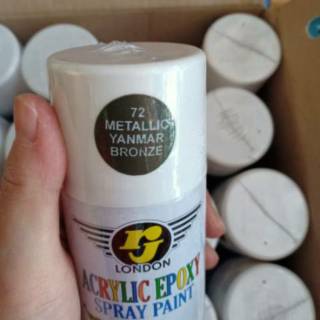 72
METALLIC
YANMAR
BRONZE
rj
LONDON
ACRYLIC EPOXY
SPRAY PAINT